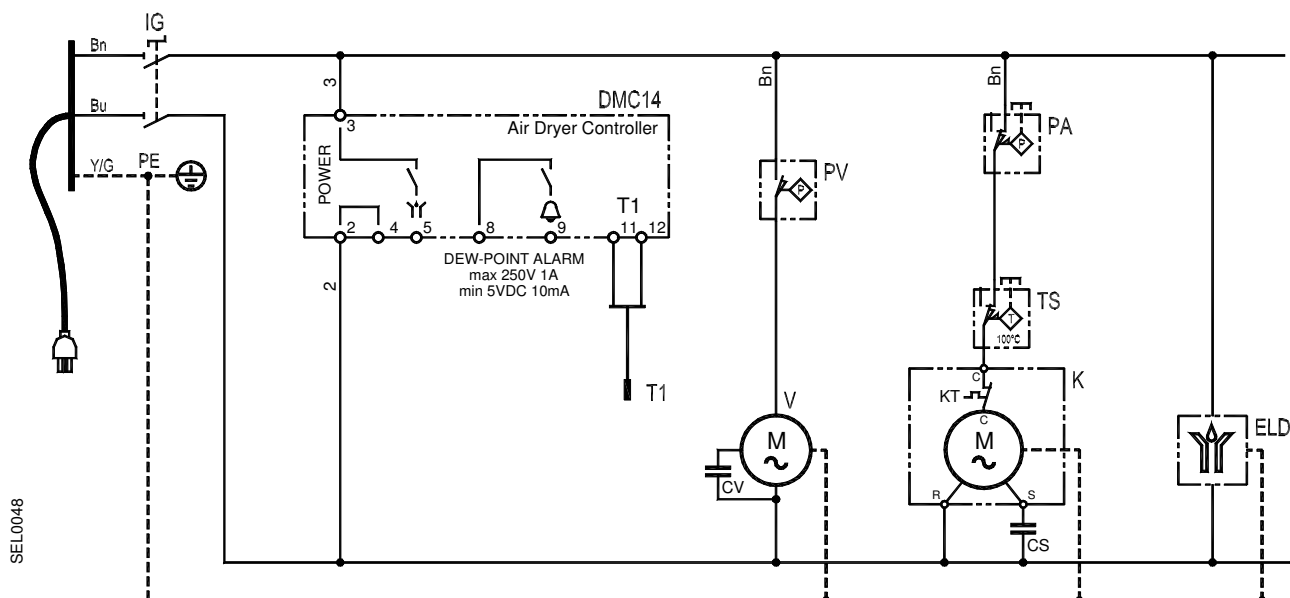 IG
Bn
Bu
Y/G
PE
3
DMC14
3
Air Dryer Controller
POWER
T1
2
4
5
8
9
11
12
DEW-POINT ALARM
max 250V 1A
min 5VDC 10mA
2
T1
Bn
PV
P
V
M
CV
Bn
PA
P
TS
T
100°C
C
K
KT
C
M
R
S
CS
ELD
SEL0048